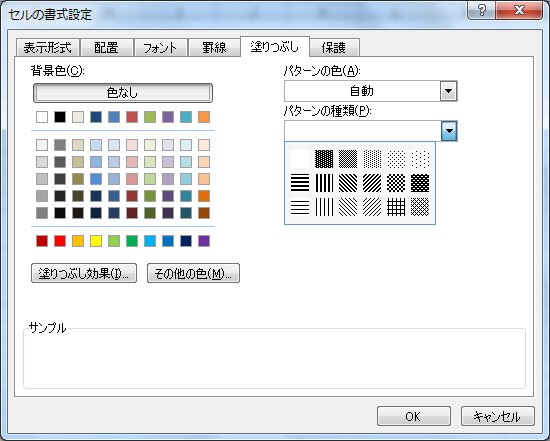 セルの書式設定
表示形式
配置
フォント
罫線
塗りつぶし
保護
背景色(C):
色なし
塗りつぶし効果(I)...
その他の色(M)...
パターンの色(A):
自動
パターンの種類(P):
サンプル
OK
キャンセル